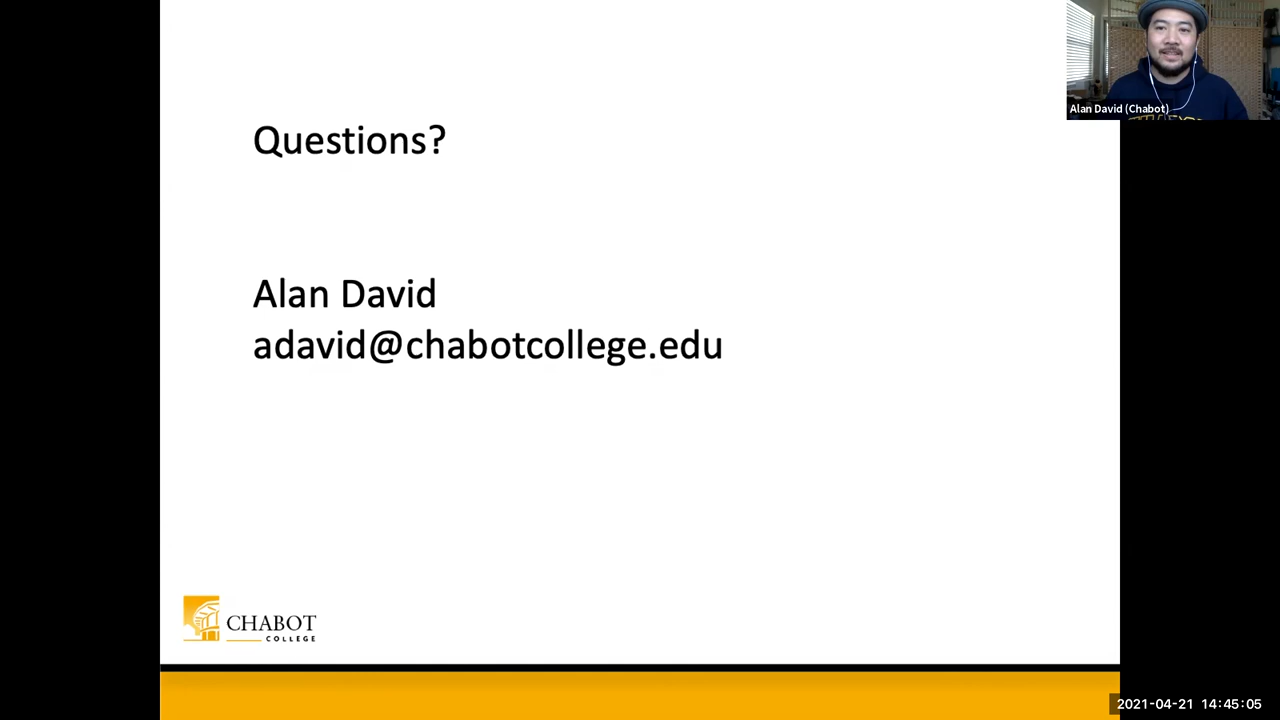 Questions?
Alan David (Chabot)
Alan David
adavid@chabotcollege.edu
CHABOT
COLLEGE
2021-04-21 14:45:05